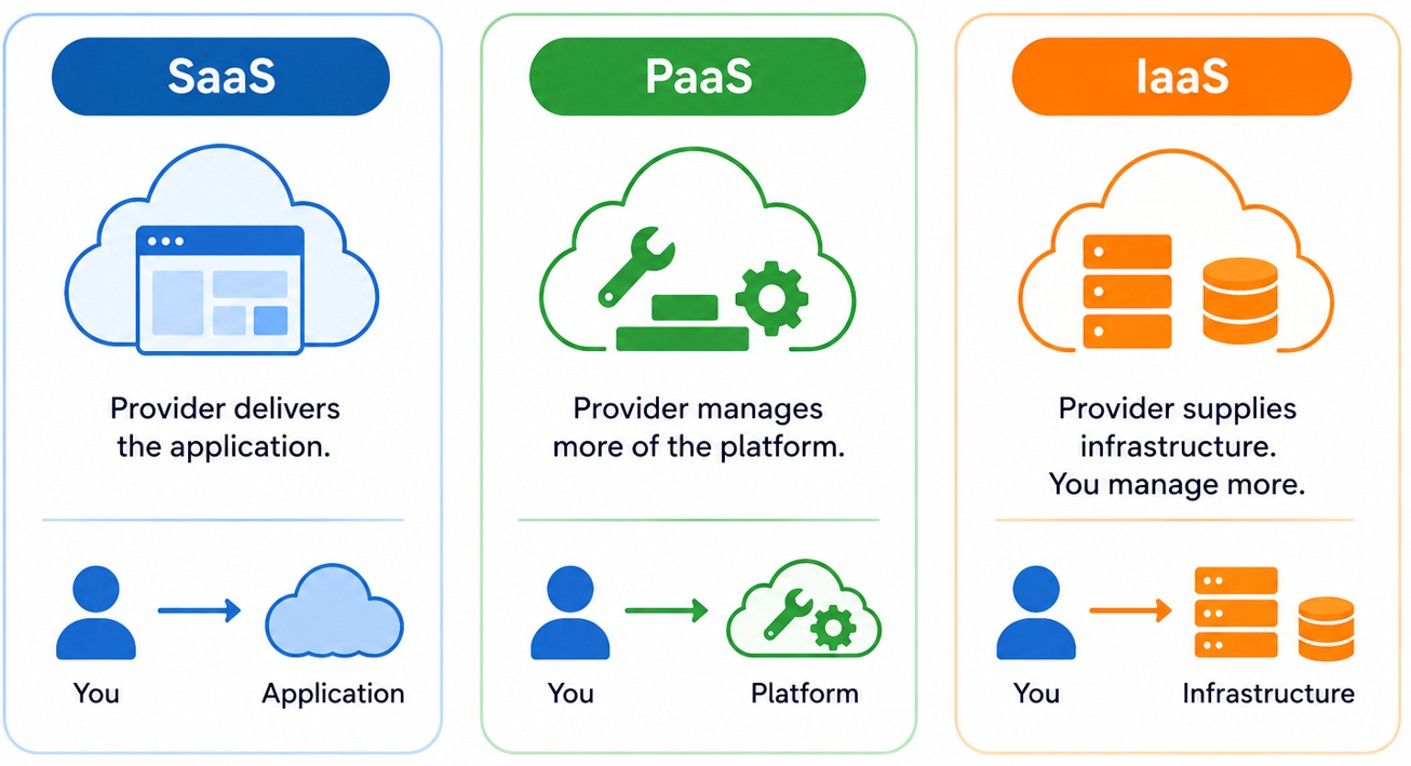 SaaS
Provider delivers
the application.
You
Application
PaaS
Provider manages
more of the platform.
You
Platform
IaaS
Provider supplies
infrastructure.
You manage more.
You
Infrastructure